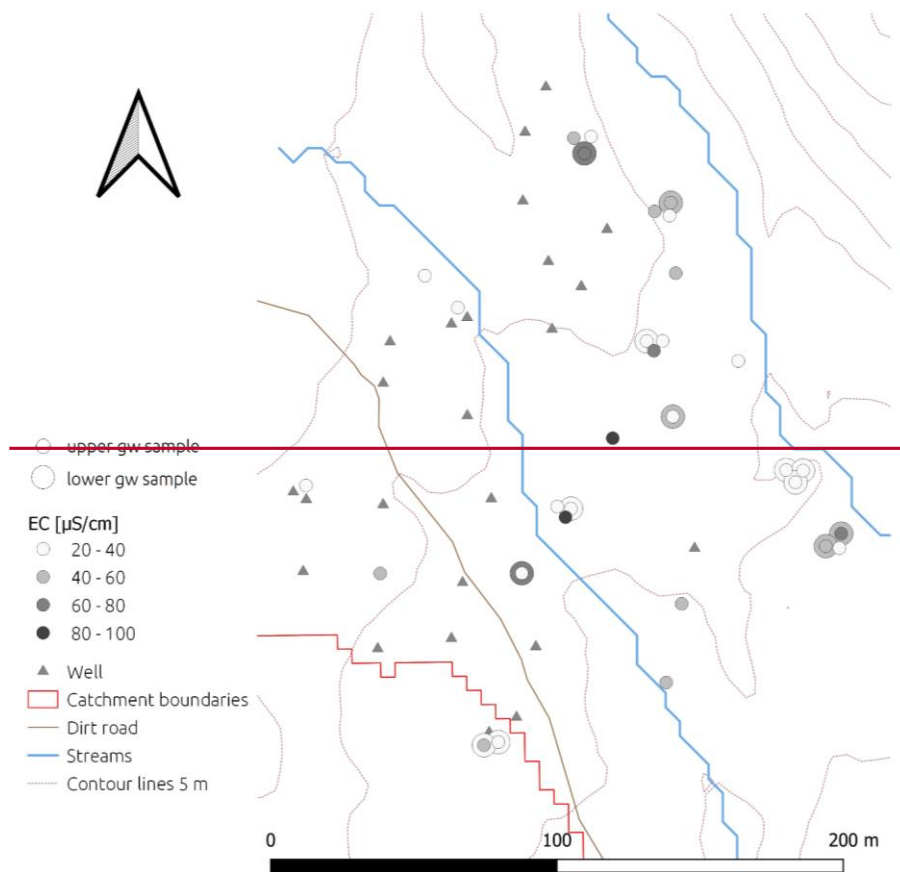 upper gw sample
lower gw sample
EC [µS/cm]
20 - 40
40 - 60
60 - 80
80 - 100
Well
Catchment boundaries
Dirt road
Streams
Contour lines 5 m
0 100 200 m